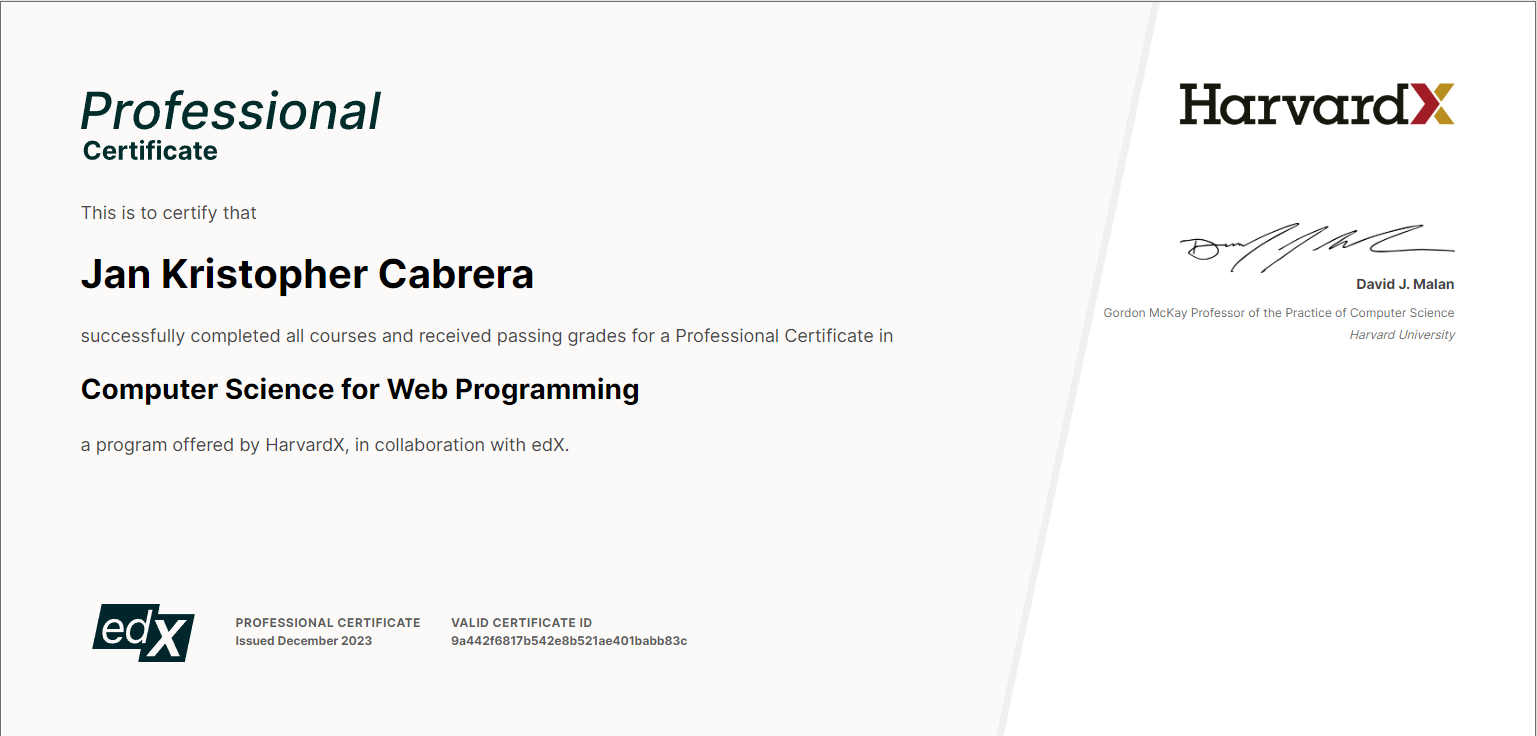 Professional
Certificate
This is to certify that
Jan Kristopher Cabrera
successfully completed all courses and received passing grades for a Professional Certificate in
Computer Science for Web Programming
a program offered by HarvardX, in collaboration with edX.
edX
PROFESSIONAL CERTIFICATE
Issued December 2023
VALID CERTIFICATE ID
9a442f6817b542e8b521ae401babb83c
HarvardX
David J. Malan
Gordon McKay Professor of the Practice of Computer Science
Harvard University